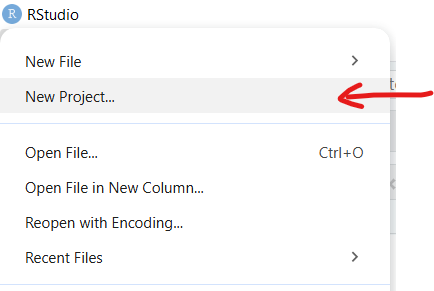 R RStudio
New File
New Project...
Open File... Ctrl+O
Open File in New Column...
Reopen with Encoding...
Recent Files